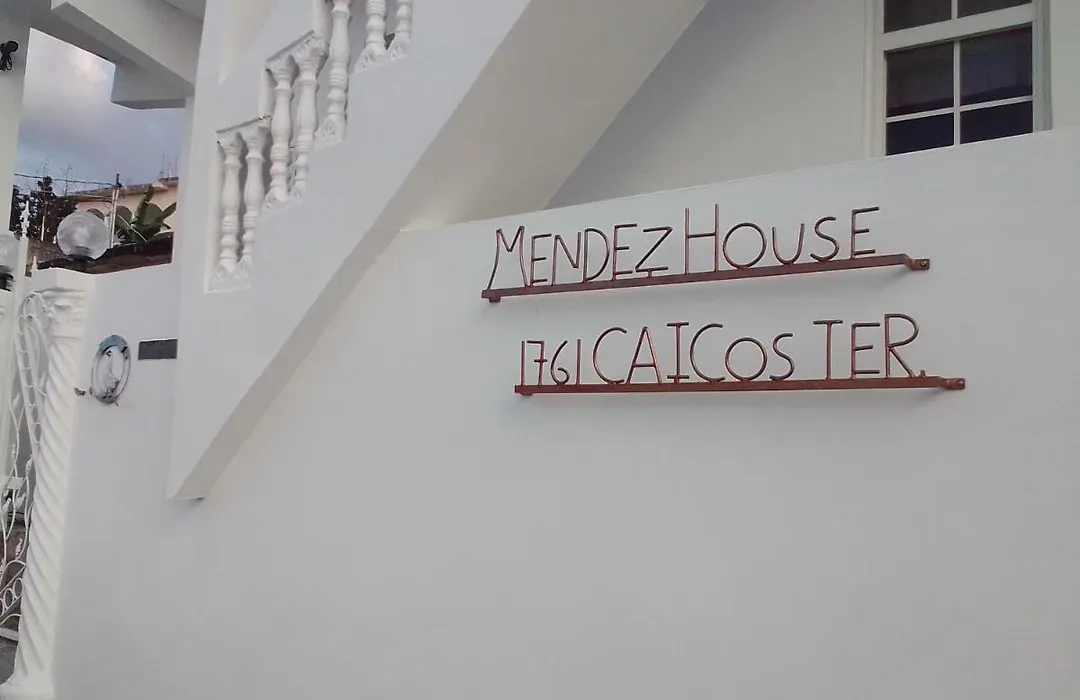 MENDEZ HOUSE
1761 CAICOS TER.